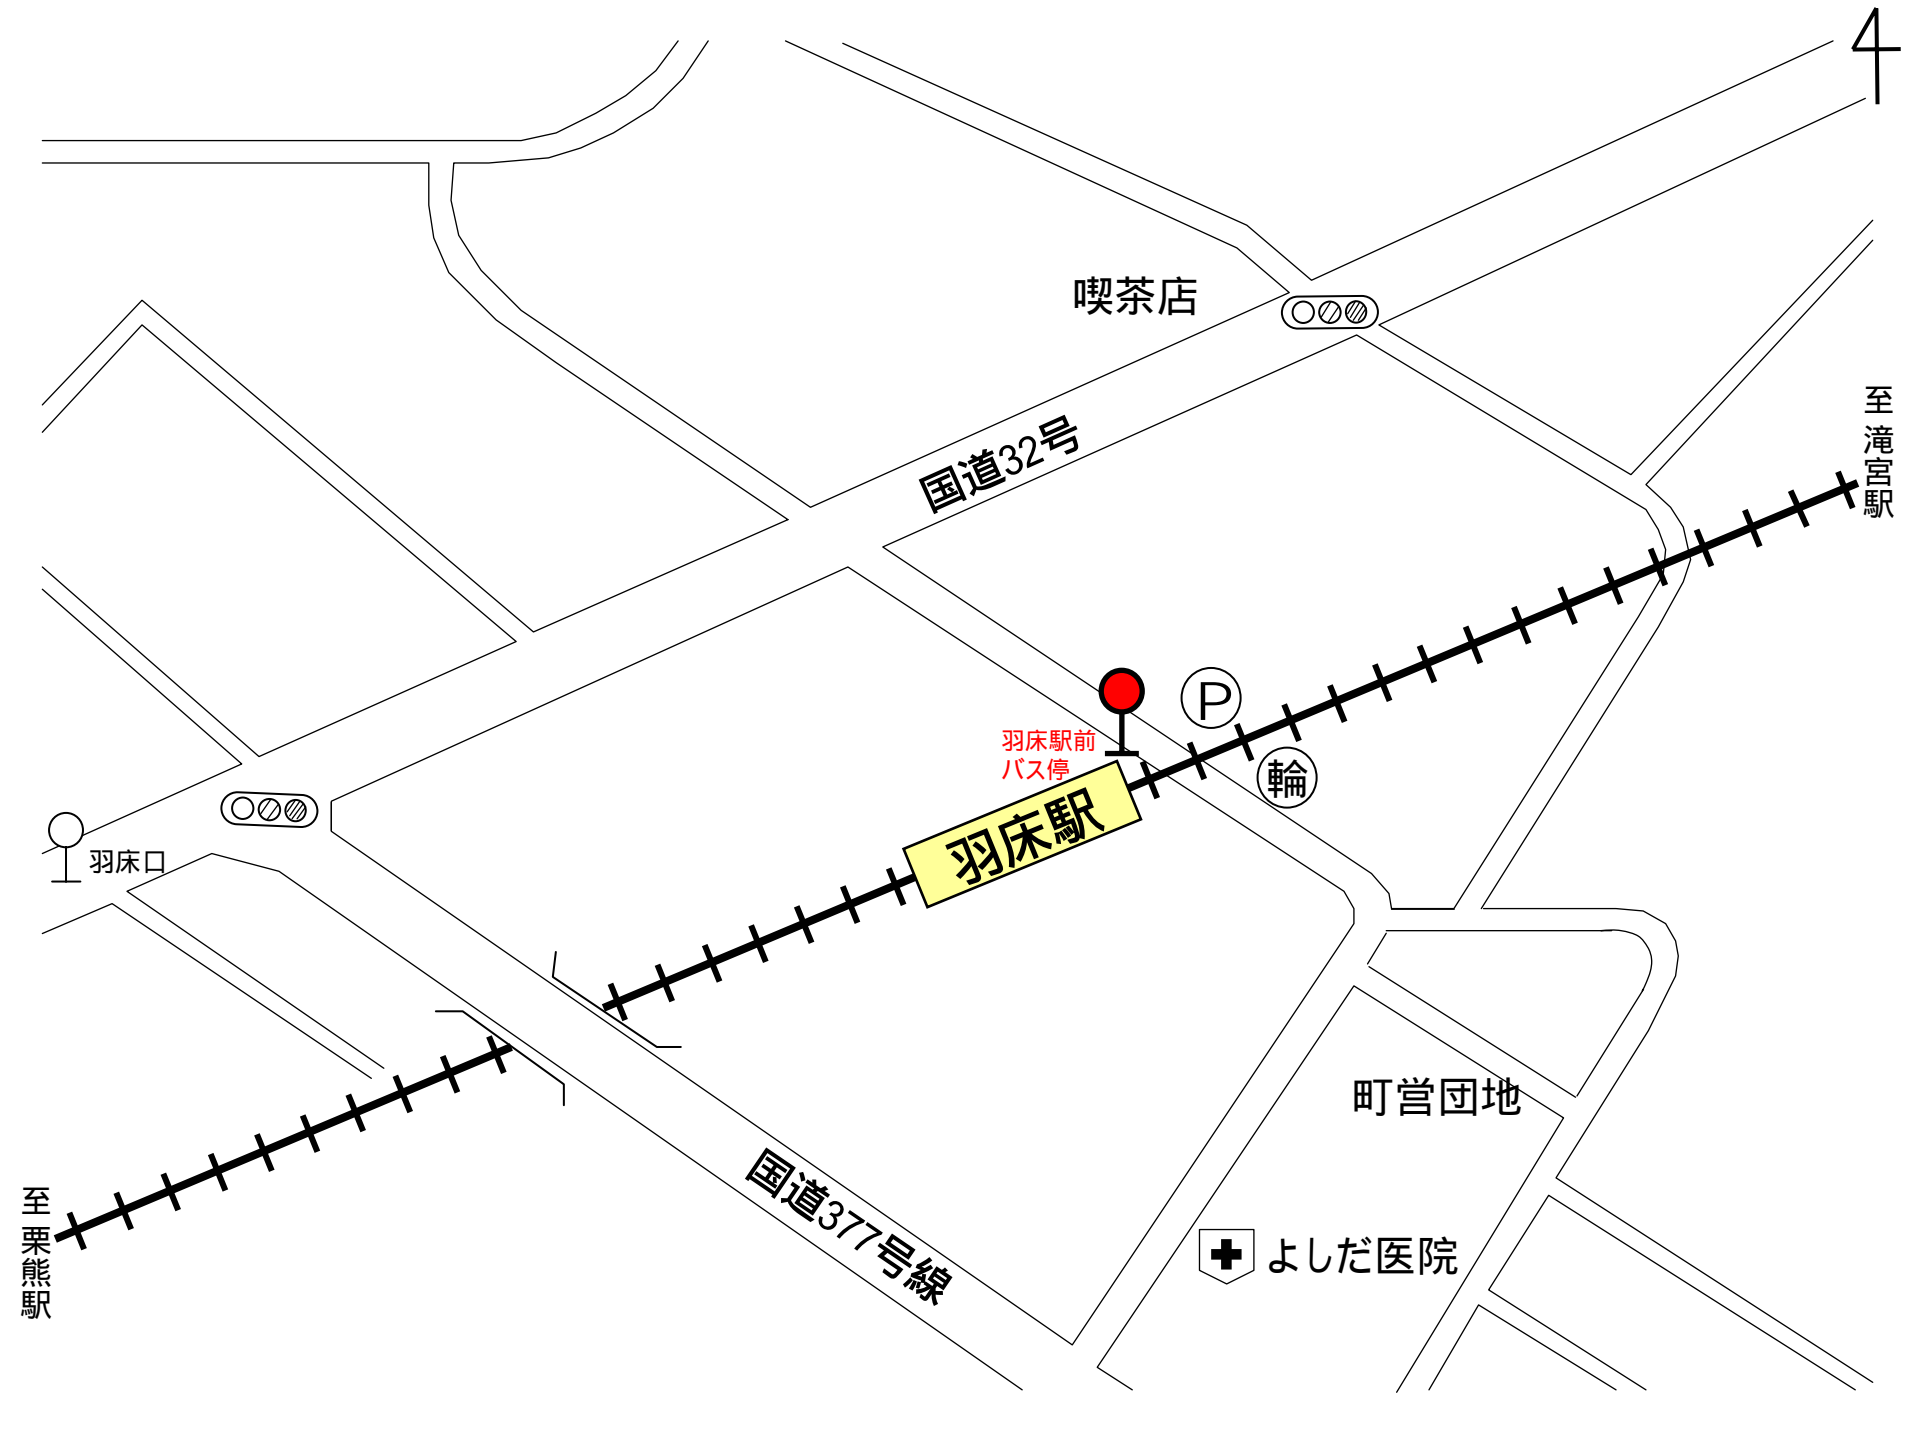 喫茶店
至 滝宮駅
国道32号
P
羽床駅前
バス停
輪
羽床駅
羽床口
町営団地
国道377号線
至 栗熊駅
よしだ医院